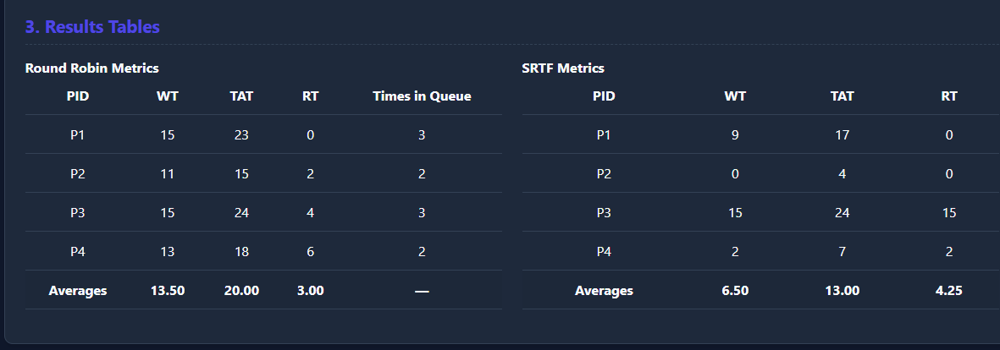 3. Results Tables
Round Robin Metrics
PID WT TAT RT Times in Queue
P1 15 23 0 3
P2 11 15 2 2
P3 15 24 4 3
P4 13 18 6 2
Averages 13.50 20.00 3.00 —
SRTF Metrics
PID WT TAT RT
P1 9 17 0
P2 0 4 0
P3 15 24 15
P4 2 7 2
Averages 6.50 13.00 4.25